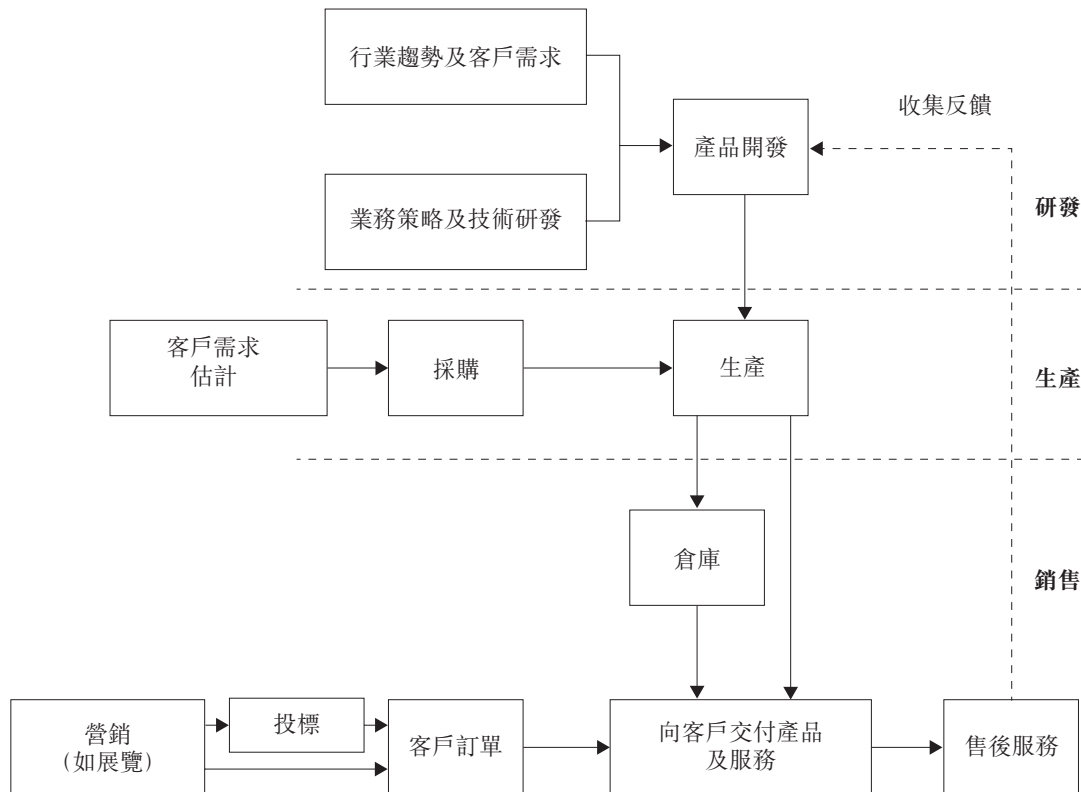 行業趨勢及客戶需求
收集反饋
產品開發
業務策略及技術研發
研發
客戶需求
估計
採購
生產
生產
倉庫
銷售
營銷
(如展覽)
投標
客戶訂單
向客戶交付產品
及服務
售後服務